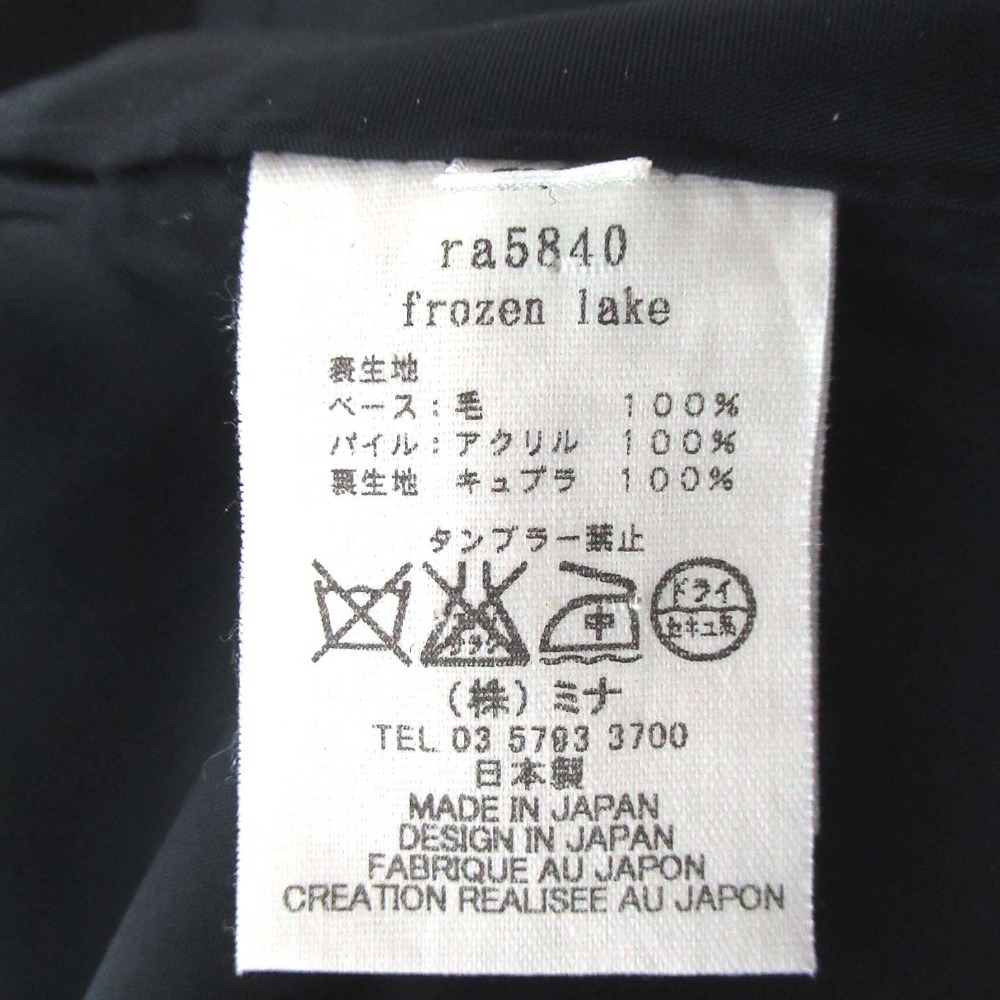 ra5840
frozen lake
表生地
ベース：毛 100%
パイル：アクリル 100%
裏生地 キュプラ 100%
タンブラー禁止
中
ドライ
セキユ系
（株）ミナ
TEL 03 5793 3700
日本製
MADE IN JAPAN
DESIGN IN JAPAN
FABRIQUE AU JAPON
CREATION REALISEE AU JAPON